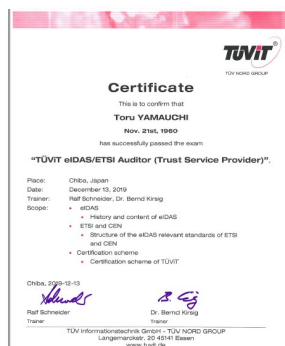 TÜViT®
TÜV NORD GROUP
Certificate
This is to confirm that
Toru YAMAUCHI
Nov. 21st, 1960
has successfully passed the exam
"TÜViT eIDAS/ETSI Auditor (Trust Service Provider)".
Place: Chiba, Japan
Date: December 13, 2019
Trainer: Ralf Schneider, Dr. Bernd Kirsig
Scope: • eIDAS
• History and content of eIDAS
• ETSI and CEN
• Structure of the eIDAS relevant standards of ETSI
and CEN
• Certification scheme
• Certification scheme of TÜViT
Chiba, 2019-12-13
Ralf Schneider Dr. Bernd Kirsig
Trainer Trainer
TÜV Informationstechnik GmbH - TÜV NORD GROUP
Langemarckstr. 20 45141 Essen